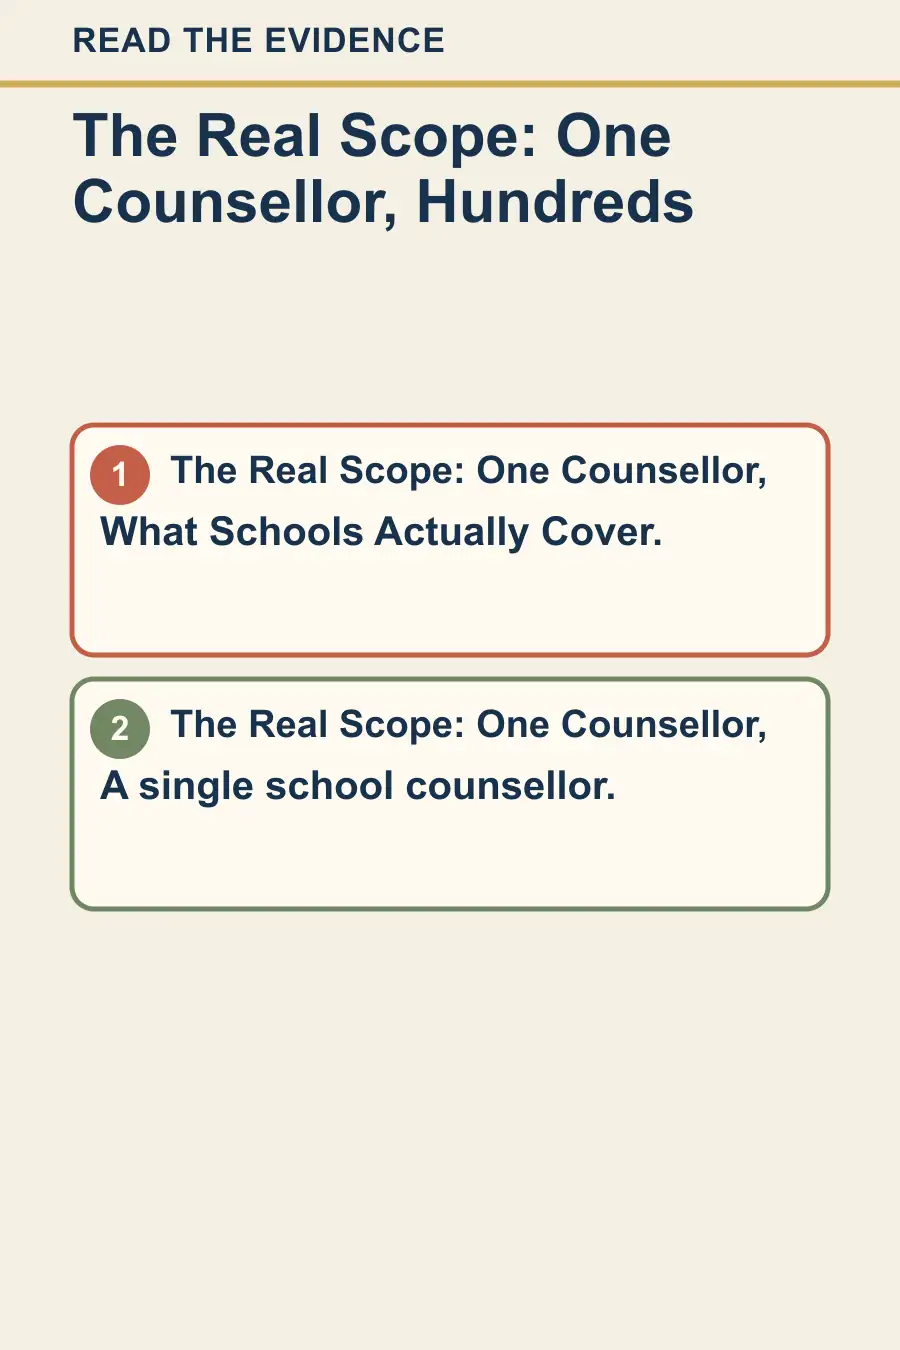 READ THE EVIDENCE
The Real Scope: One
Counsellor, Hundreds
1
The Real Scope: One Counsellor,
What Schools Actually Cover.
2
The Real Scope: One Counsellor,
A single school counsellor.